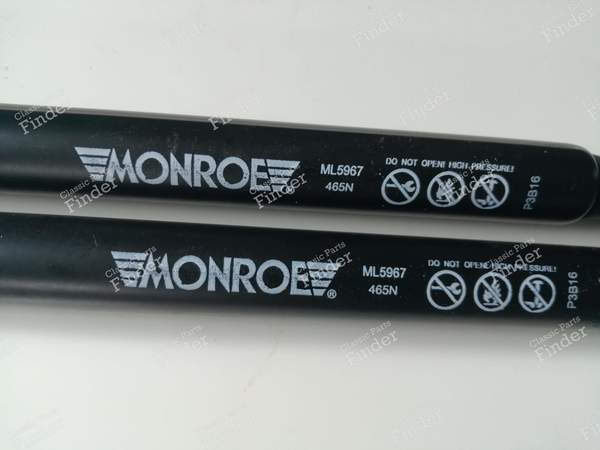 MONROE
ML5967
465N
DO NOT OPEN! HIGH PRESSURE!
P3B16
MONROE®
ML5967
465N
DO NOT OPEN! HIGH PRESSURE!
P3B16
Classic Parts
Finder